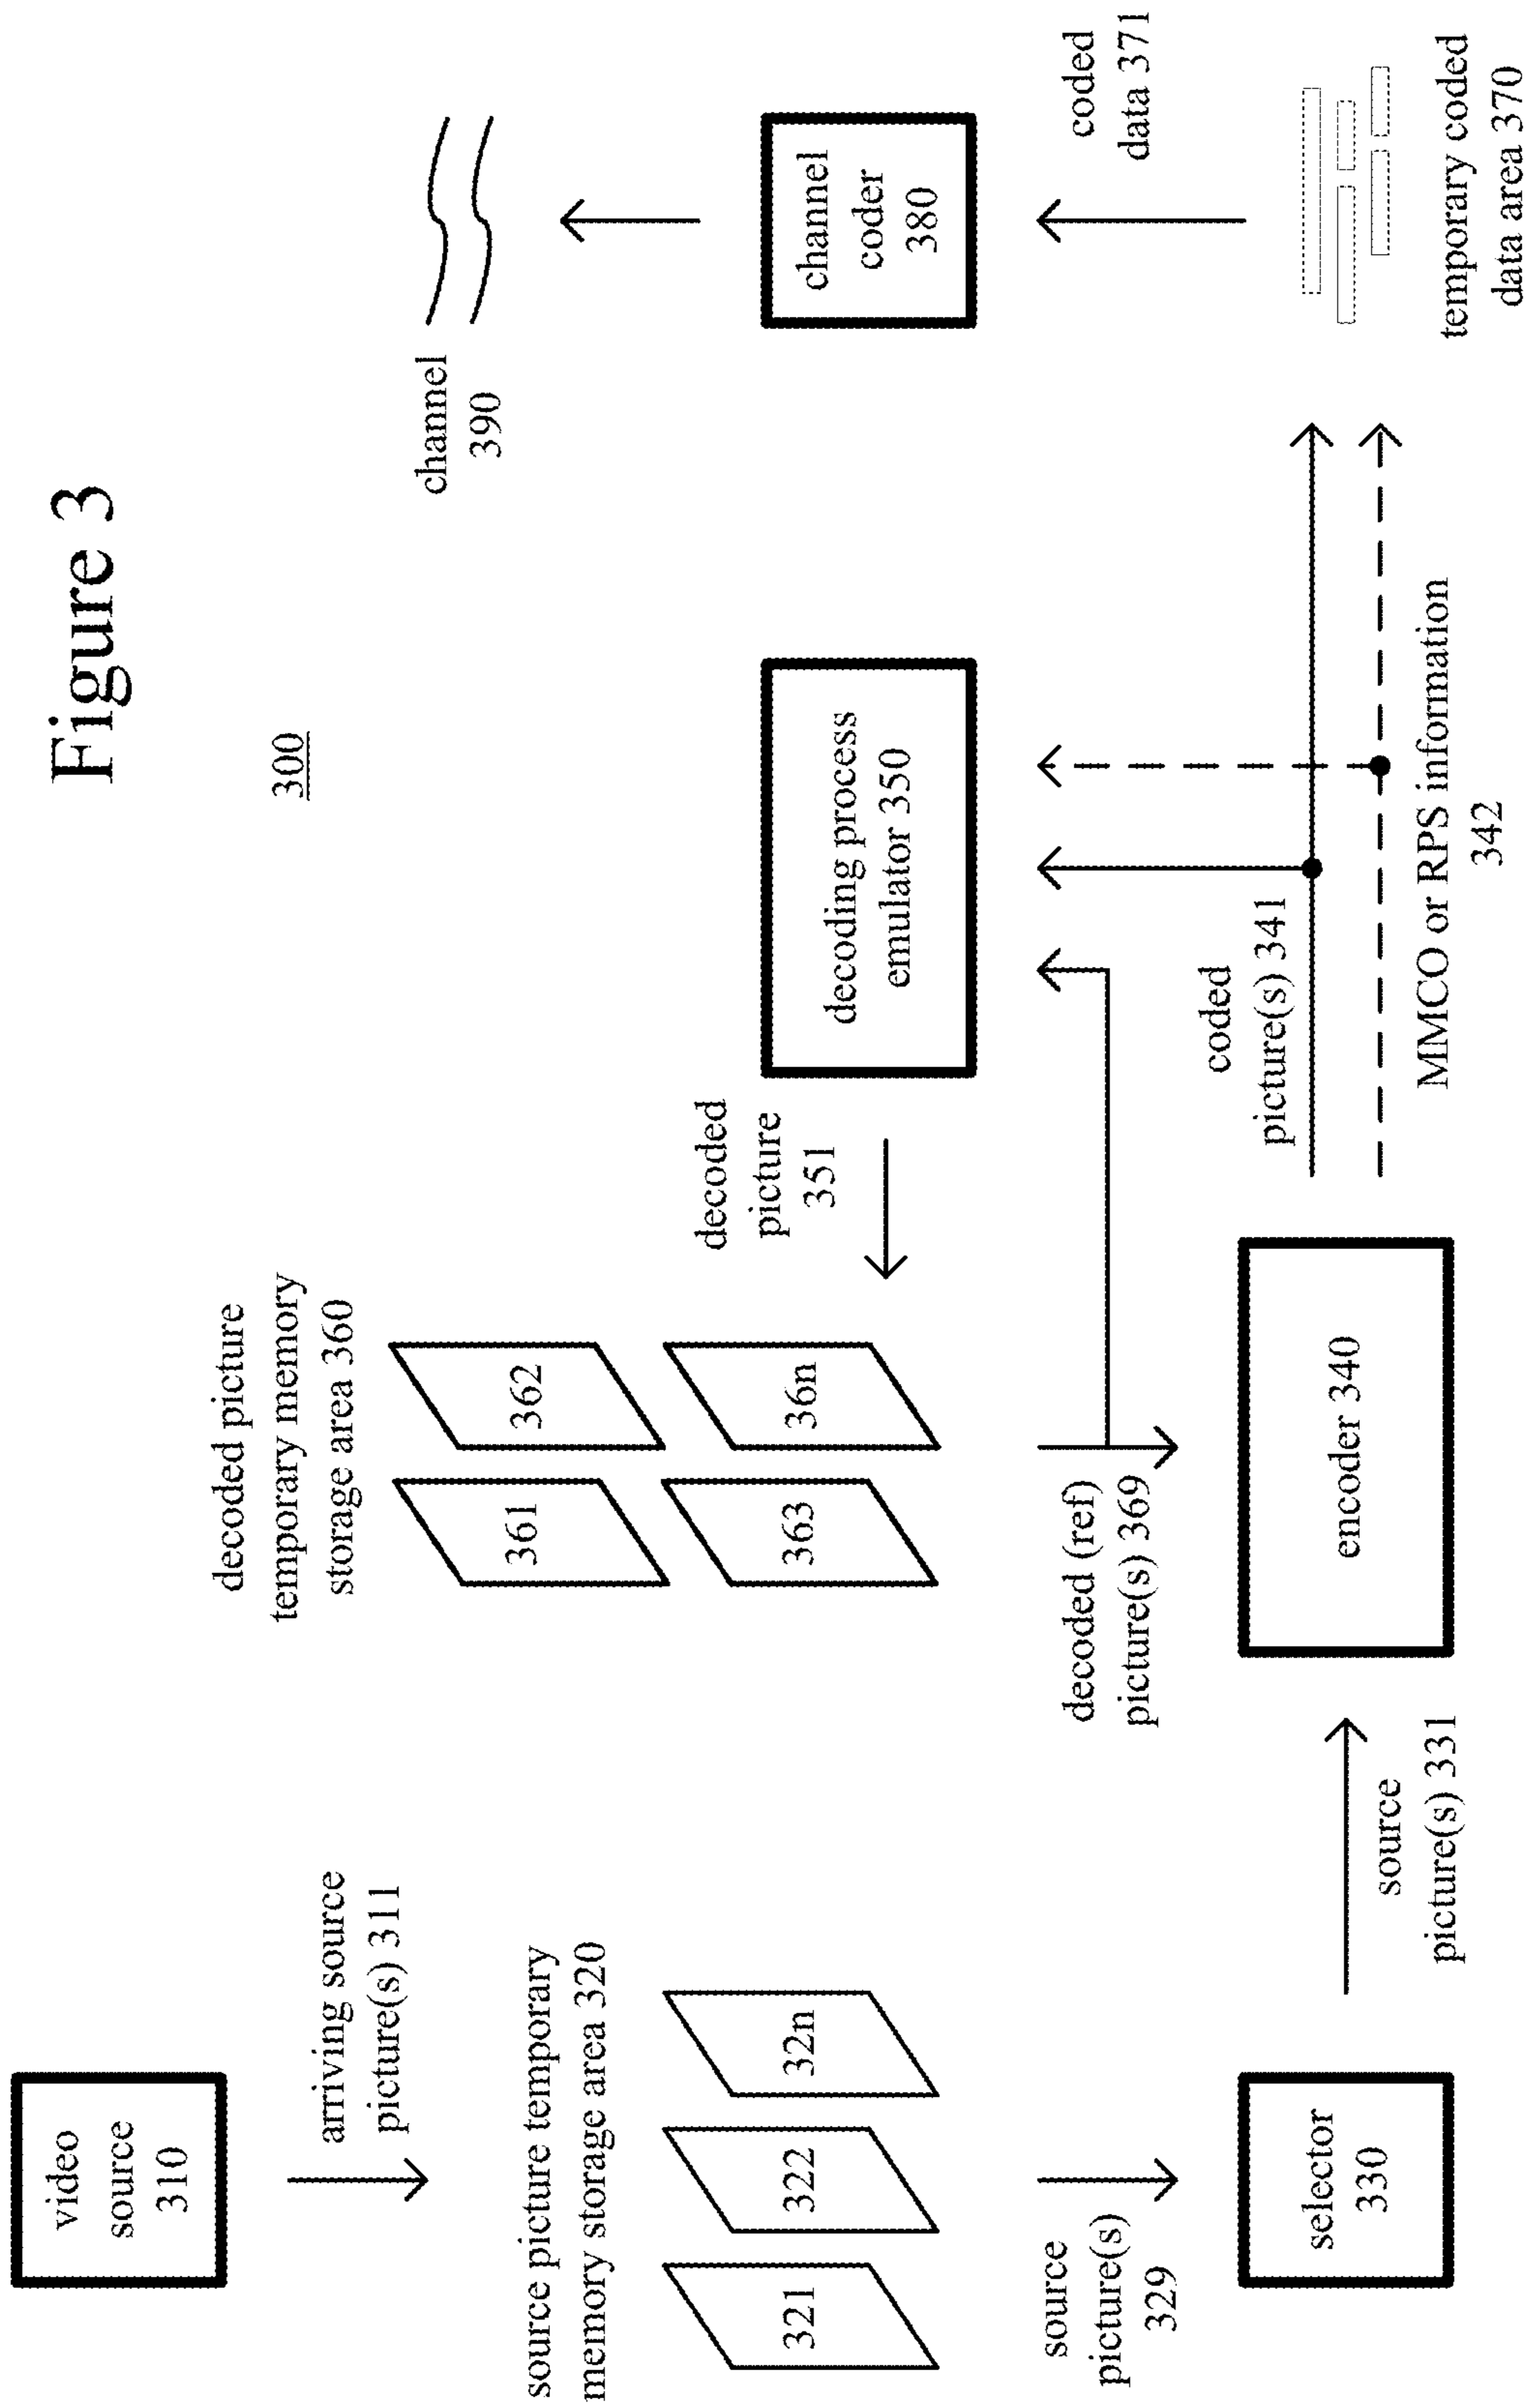 Figure 3
300
video
source
310
arriving source
picture(s) 311
source picture temporary
memory storage area 320
321
322
32n
source
picture(s)
329
selector
330
source
picture(s) 331
decoded picture
temporary memory
storage area 360
361
362
363
36n
decoded (ref)
picture(s) 369
encoder 340
decoded
picture
351
decoding process
emulator 350
coded
picture(s) 341
MMCO or RPS information
342
channel
390
channel
coder
380
coded
data 371
temporary coded
data area 370